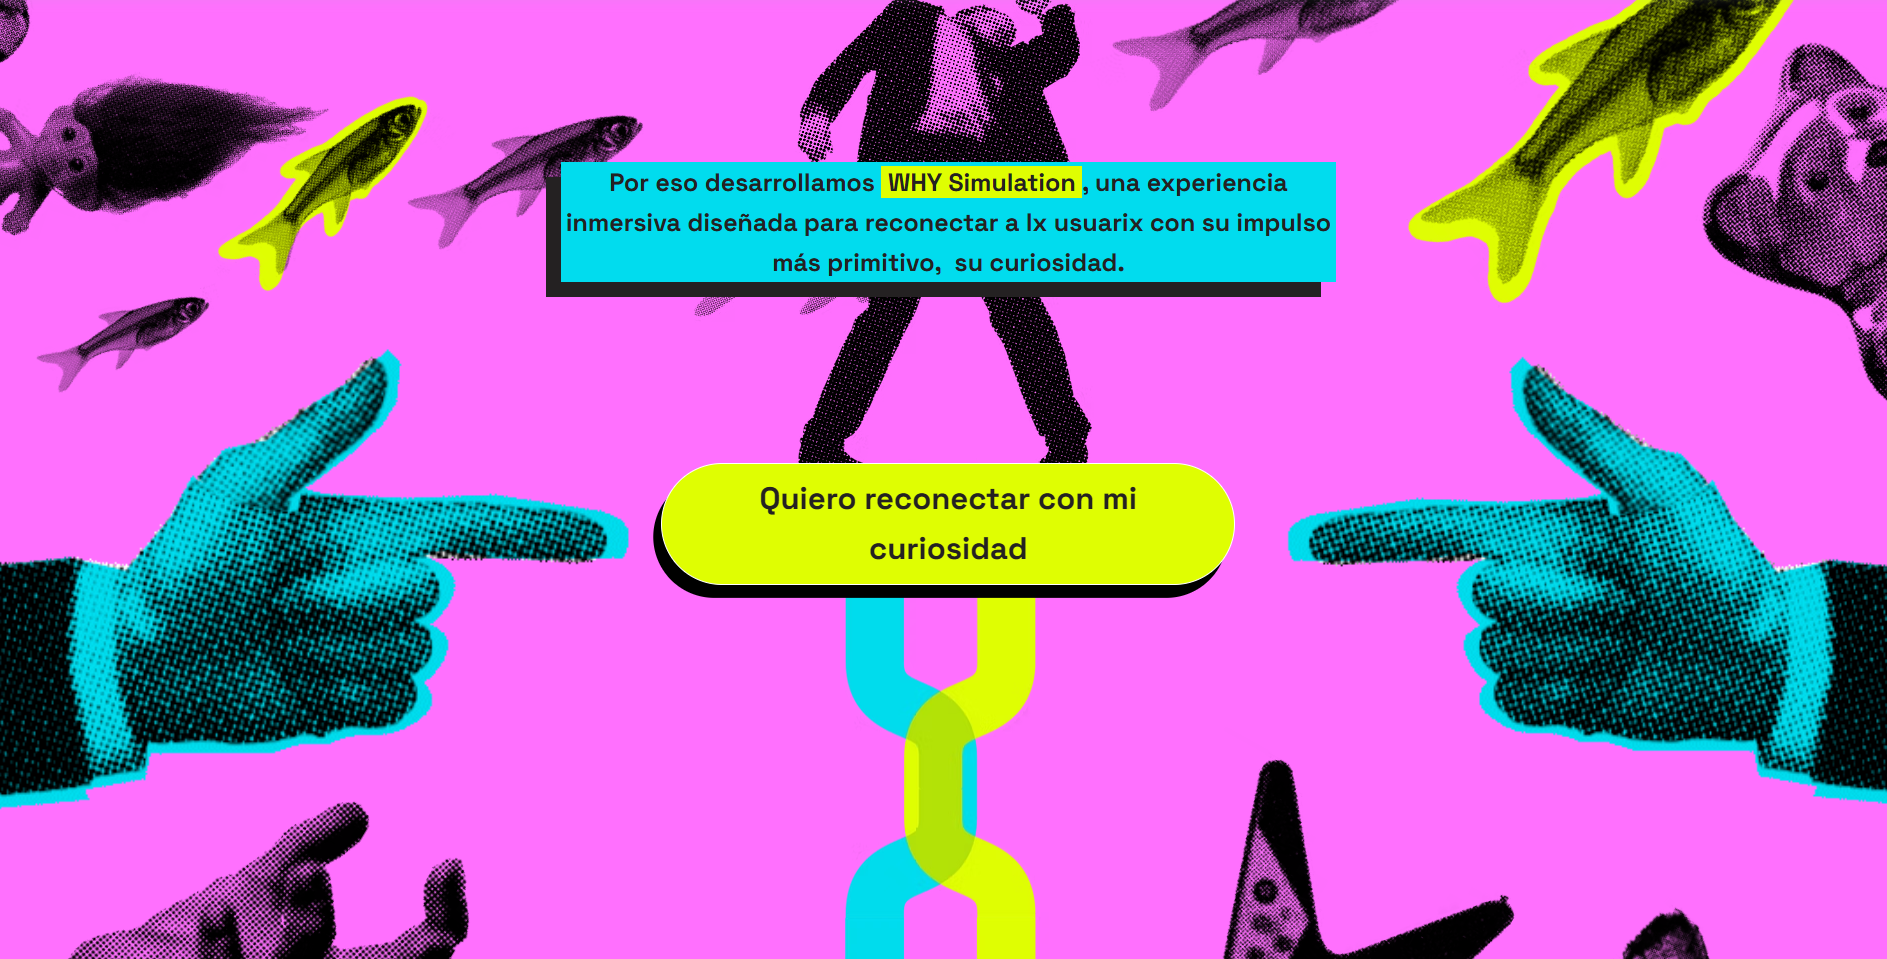 Por eso desarrollamos WHY Simulation, una experiencia
inmersiva diseñada para reconectar a lx usuarix con su impulso
más primitivo,  su curiosidad.
Quiero reconectar con mi
curiosidad